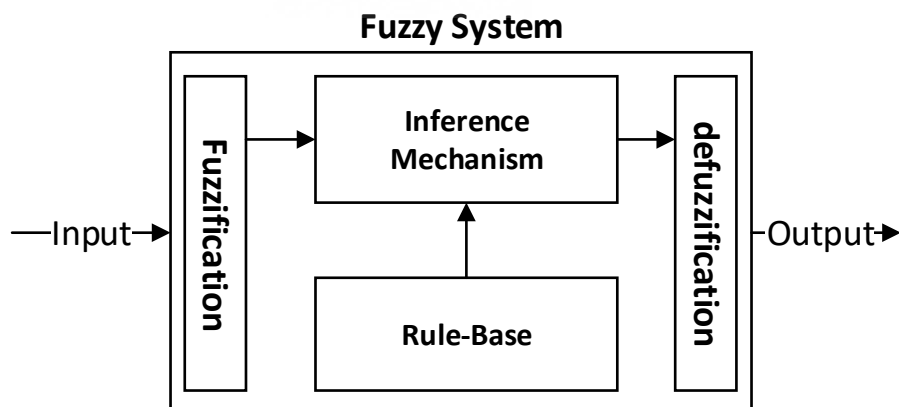 Fuzzy System
Input
Fuzzification
Inference
Mechanism
Rule-Base
defuzzification
Output